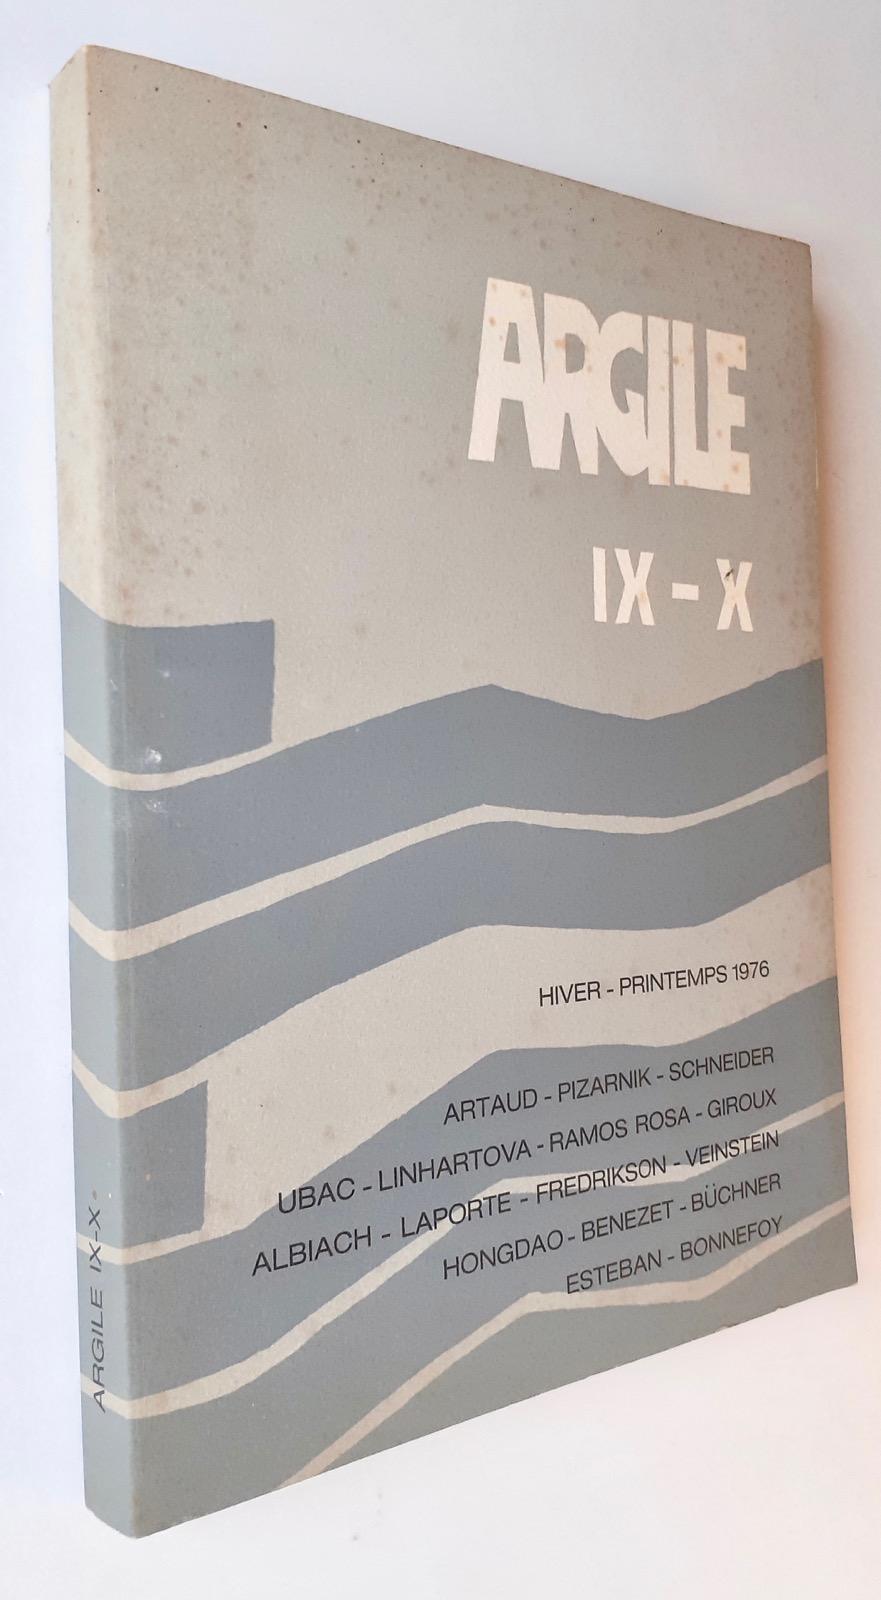 ARGILE
IX - X
HIVER - PRINTEMPS 1976
ARTAUD - PIZARNIK - SCHNEIDER
UBAC - LINHARTOVA - RAMOS ROSA - GIROUX
ALBIACH - LAPORTE - FREDRIKSON - VEINSTEIN
HONGDAO - BENEZET - BÜCHNER
ESTEBAN - BONNEFOY
ARGILE IX-X